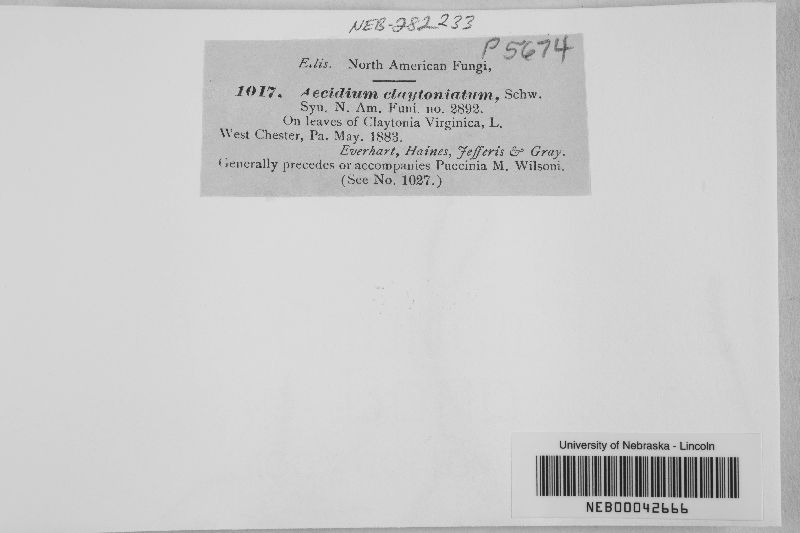 NEB-282233
P5674
Ellis. North American Fungi,
1017. Aecidium claytoniatum, Schw.
Syn. N. Am. Funi. no. 2892.
On leaves of Claytonia Virginica, L.
West Chester, Pa. May. 1883.
Everhart, Haines, Jefferis & Gray.
Generally precedes or accompanies Puccinia M. Wilsoni.
(See No. 1027.)
University of Nebraska - Lincoln
NEB00042666